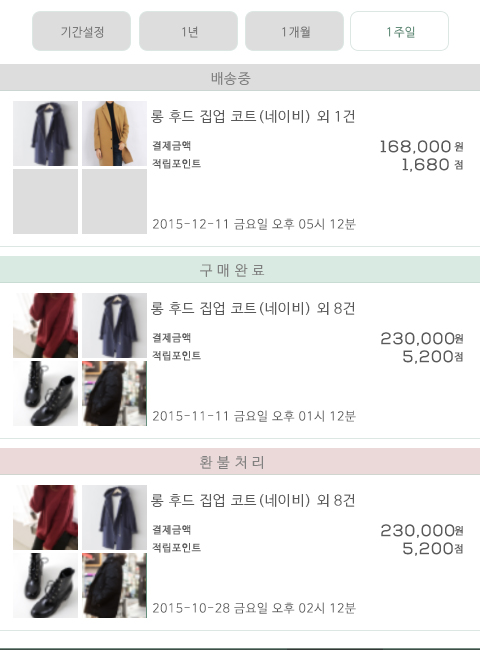 기간설정 1년 1개월 1주일
배송중
롱 후드 집업 코트(네이비) 외 1건
결제금액 168,000 원
적립포인트 1,680 점
2015-12-11 금요일 오후 05시 12분
구 매 완 료
롱 후드 집업 코트(네이비) 외 8건
결제금액 230,000원
적립포인트 5,200점
2015-11-11 금요일 오후 01시 12분
환 불 처 리
롱 후드 집업 코트(네이비) 외 8건
결제금액 230,000원
적립포인트 5,200점
2015-10-28 금요일 오후 02시 12분